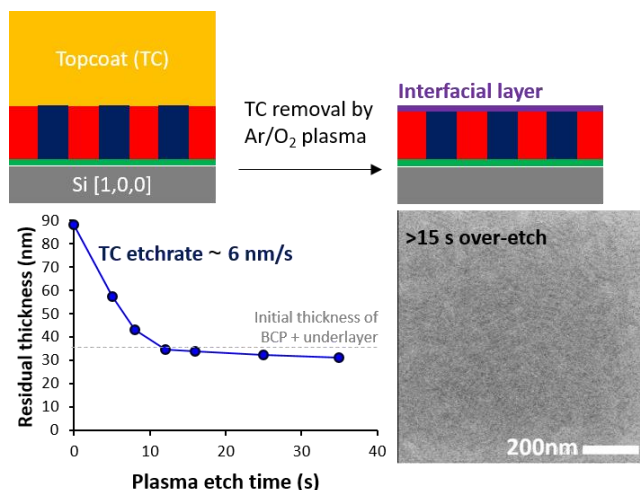 Topcoat (TC)
Si [1,0,0]
TC removal by
Ar/O2 plasma
Interfacial layer
Residual thickness (nm)
90
80
70
60
50
40
30
20
10
0
TC etchrate ~ 6 nm/s
Initial thickness of
BCP + underlayer
0
10
20
30
40
Plasma etch time (s)
>15 s over-etch
200nm